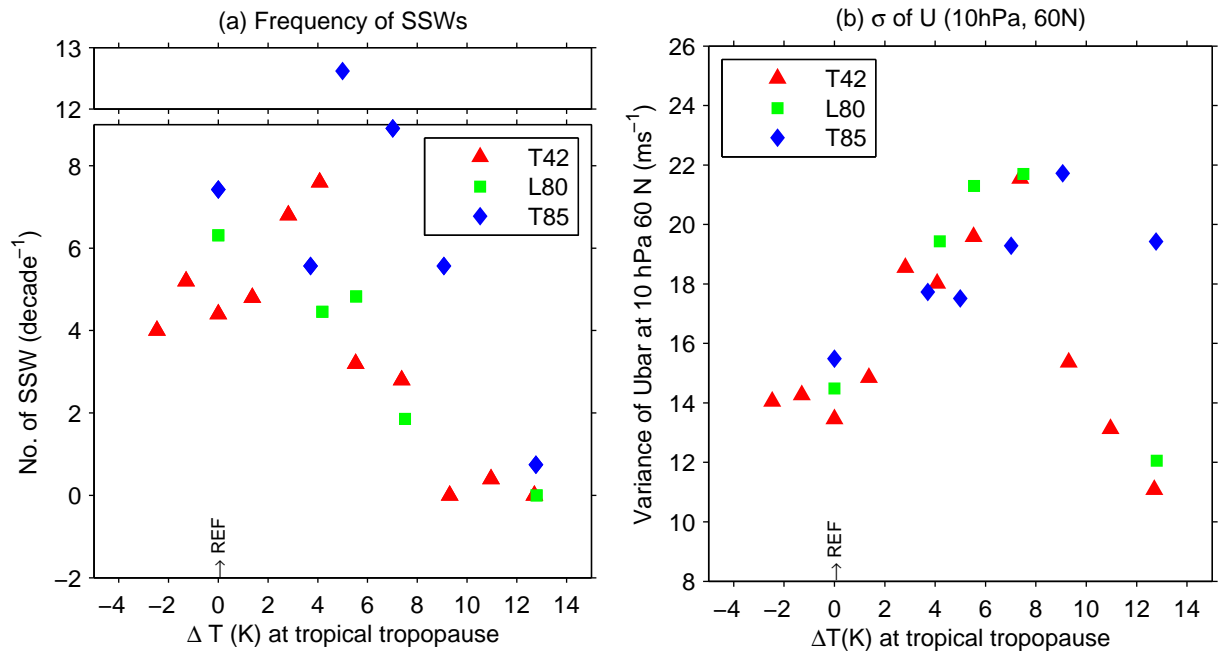 (a) Frequency of SSWs
13
12
8
6
4
2
0
−2
No. of SSW (decade⁻¹)
T42
L80
T85
REF
−4 −2 0 2 4 6 8 10 12 14
Δ T (K) at tropical tropopause
(b) σ of U (10hPa, 60N)
26
24
22
20
18
16
14
12
10
8
Variance of Ubar at 10 hPa 60 N (ms⁻¹)
T42
L80
T85
REF
−4 −2 0 2 4 6 8 10 12 14
ΔT(K) at tropical tropopause